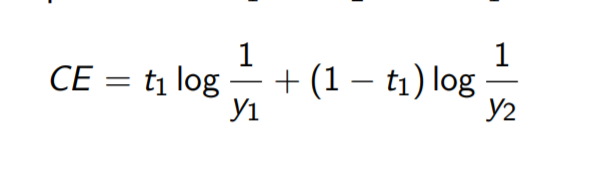 CE = t₁ log 1/y₁ + (1 − t₁) log 1/y₂